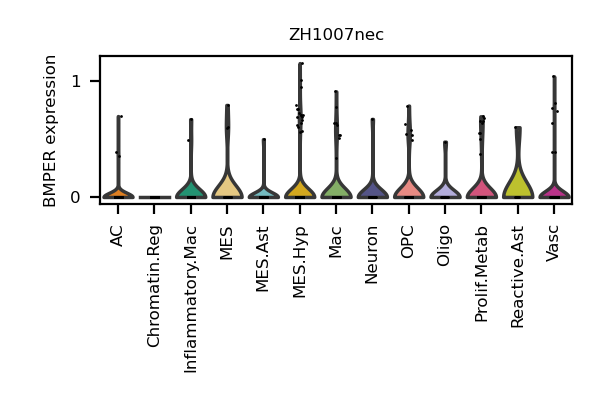 ZH1007nec
BMPER expression
1
0
AC
Chromatin.Reg
Inflammatory.Mac
MES
MES.Ast
MES.Hyp
Mac
Neuron
OPC
Oligo
Prolif.Metab
Reactive.Ast
Vasc